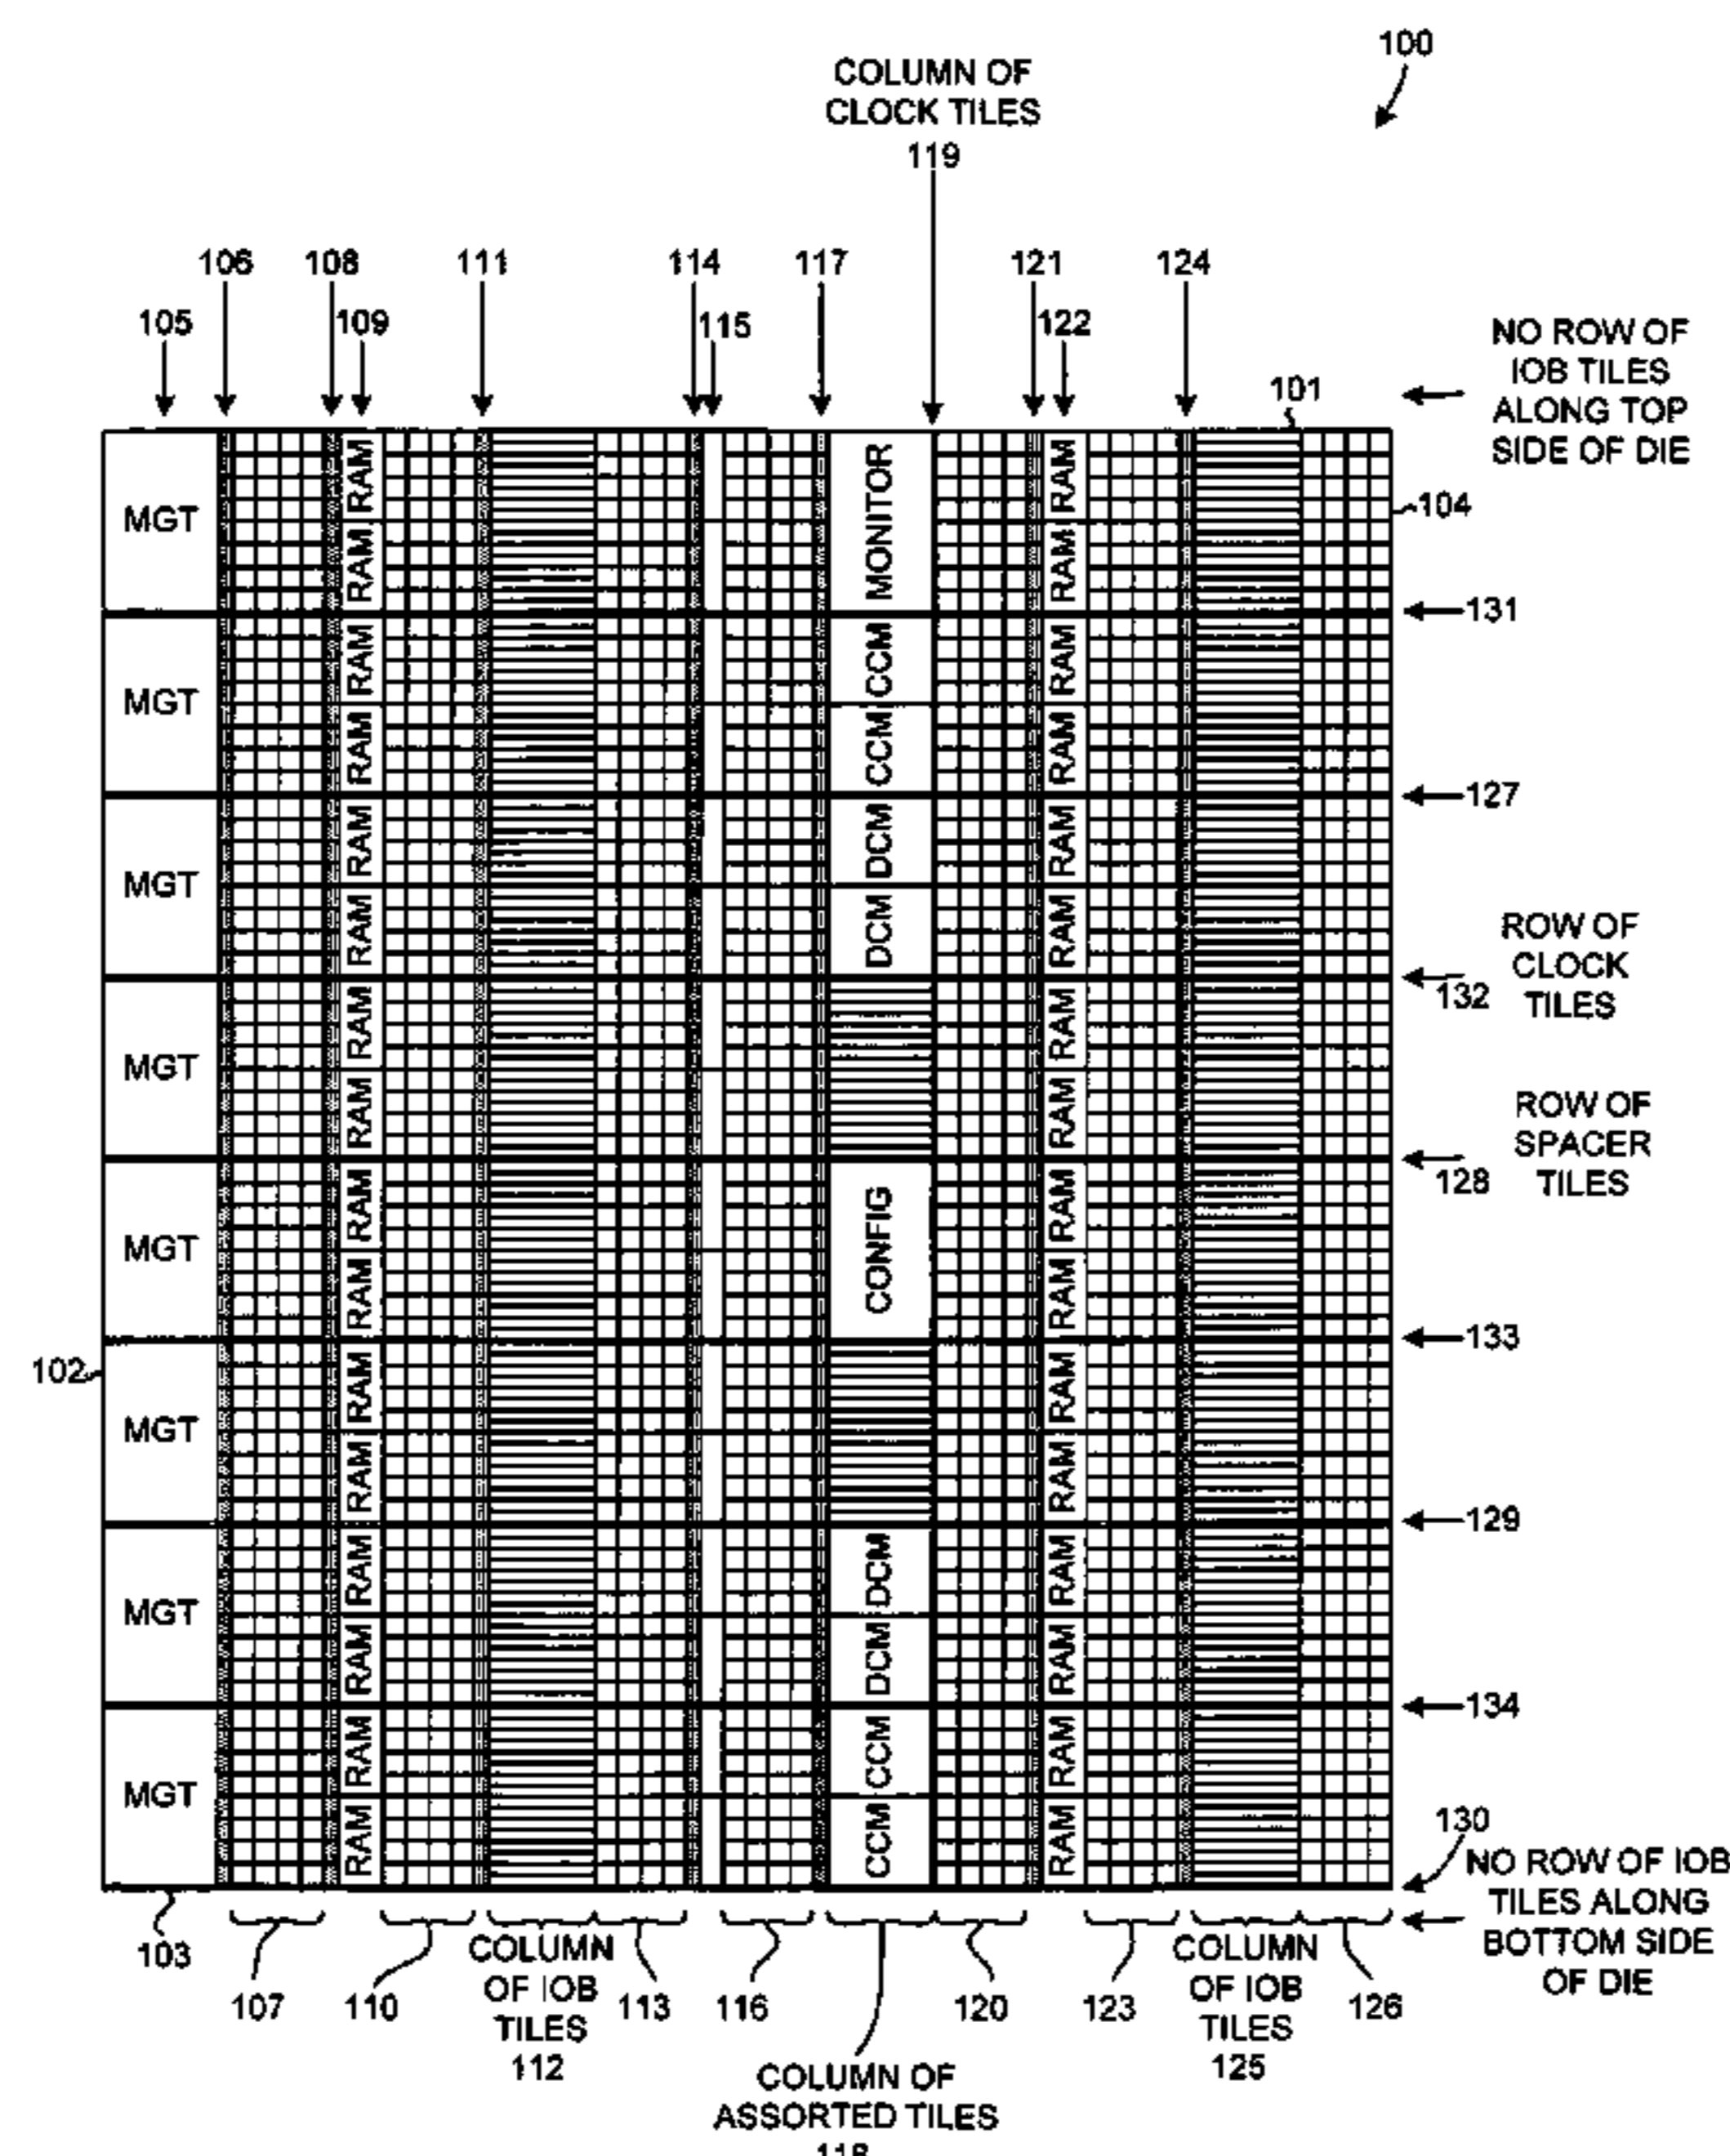 100
COLUMN OF
CLOCK TILES
119
106
108
111
114
117
121
124
105
109
115
122
NO ROW OF
IOB TILES
ALONG TOP
SIDE OF DIE
101
104
MGT
RAM
RAM
MONITOR
RAM
RAM
131
MGT
RAM
RAM
CCM
CCM
RAM
RAM
127
MGT
RAM
RAM
DCM
DCM
RAM
RAM
ROW OF
CLOCK
TILES
132
MGT
RAM
RAM
RAM
RAM
ROW OF
SPACER
TILES
128
MGT
RAM
RAM
CONFIG
RAM
RAM
133
102
MGT
RAM
RAM
RAM
RAM
129
MGT
RAM
RAM
DCM
DCM
RAM
RAM
134
MGT
RAM
RAM
CCM
CCM
RAM
RAM
130
NO ROW OF IOB
TILES ALONG
BOTTOM SIDE
OF DIE
103
107
110
COLUMN
OF IOB
TILES
112
113
116
COLUMN OF
ASSORTED TILES
118
120
123
COLUMN
OF IOB
TILES
125
126